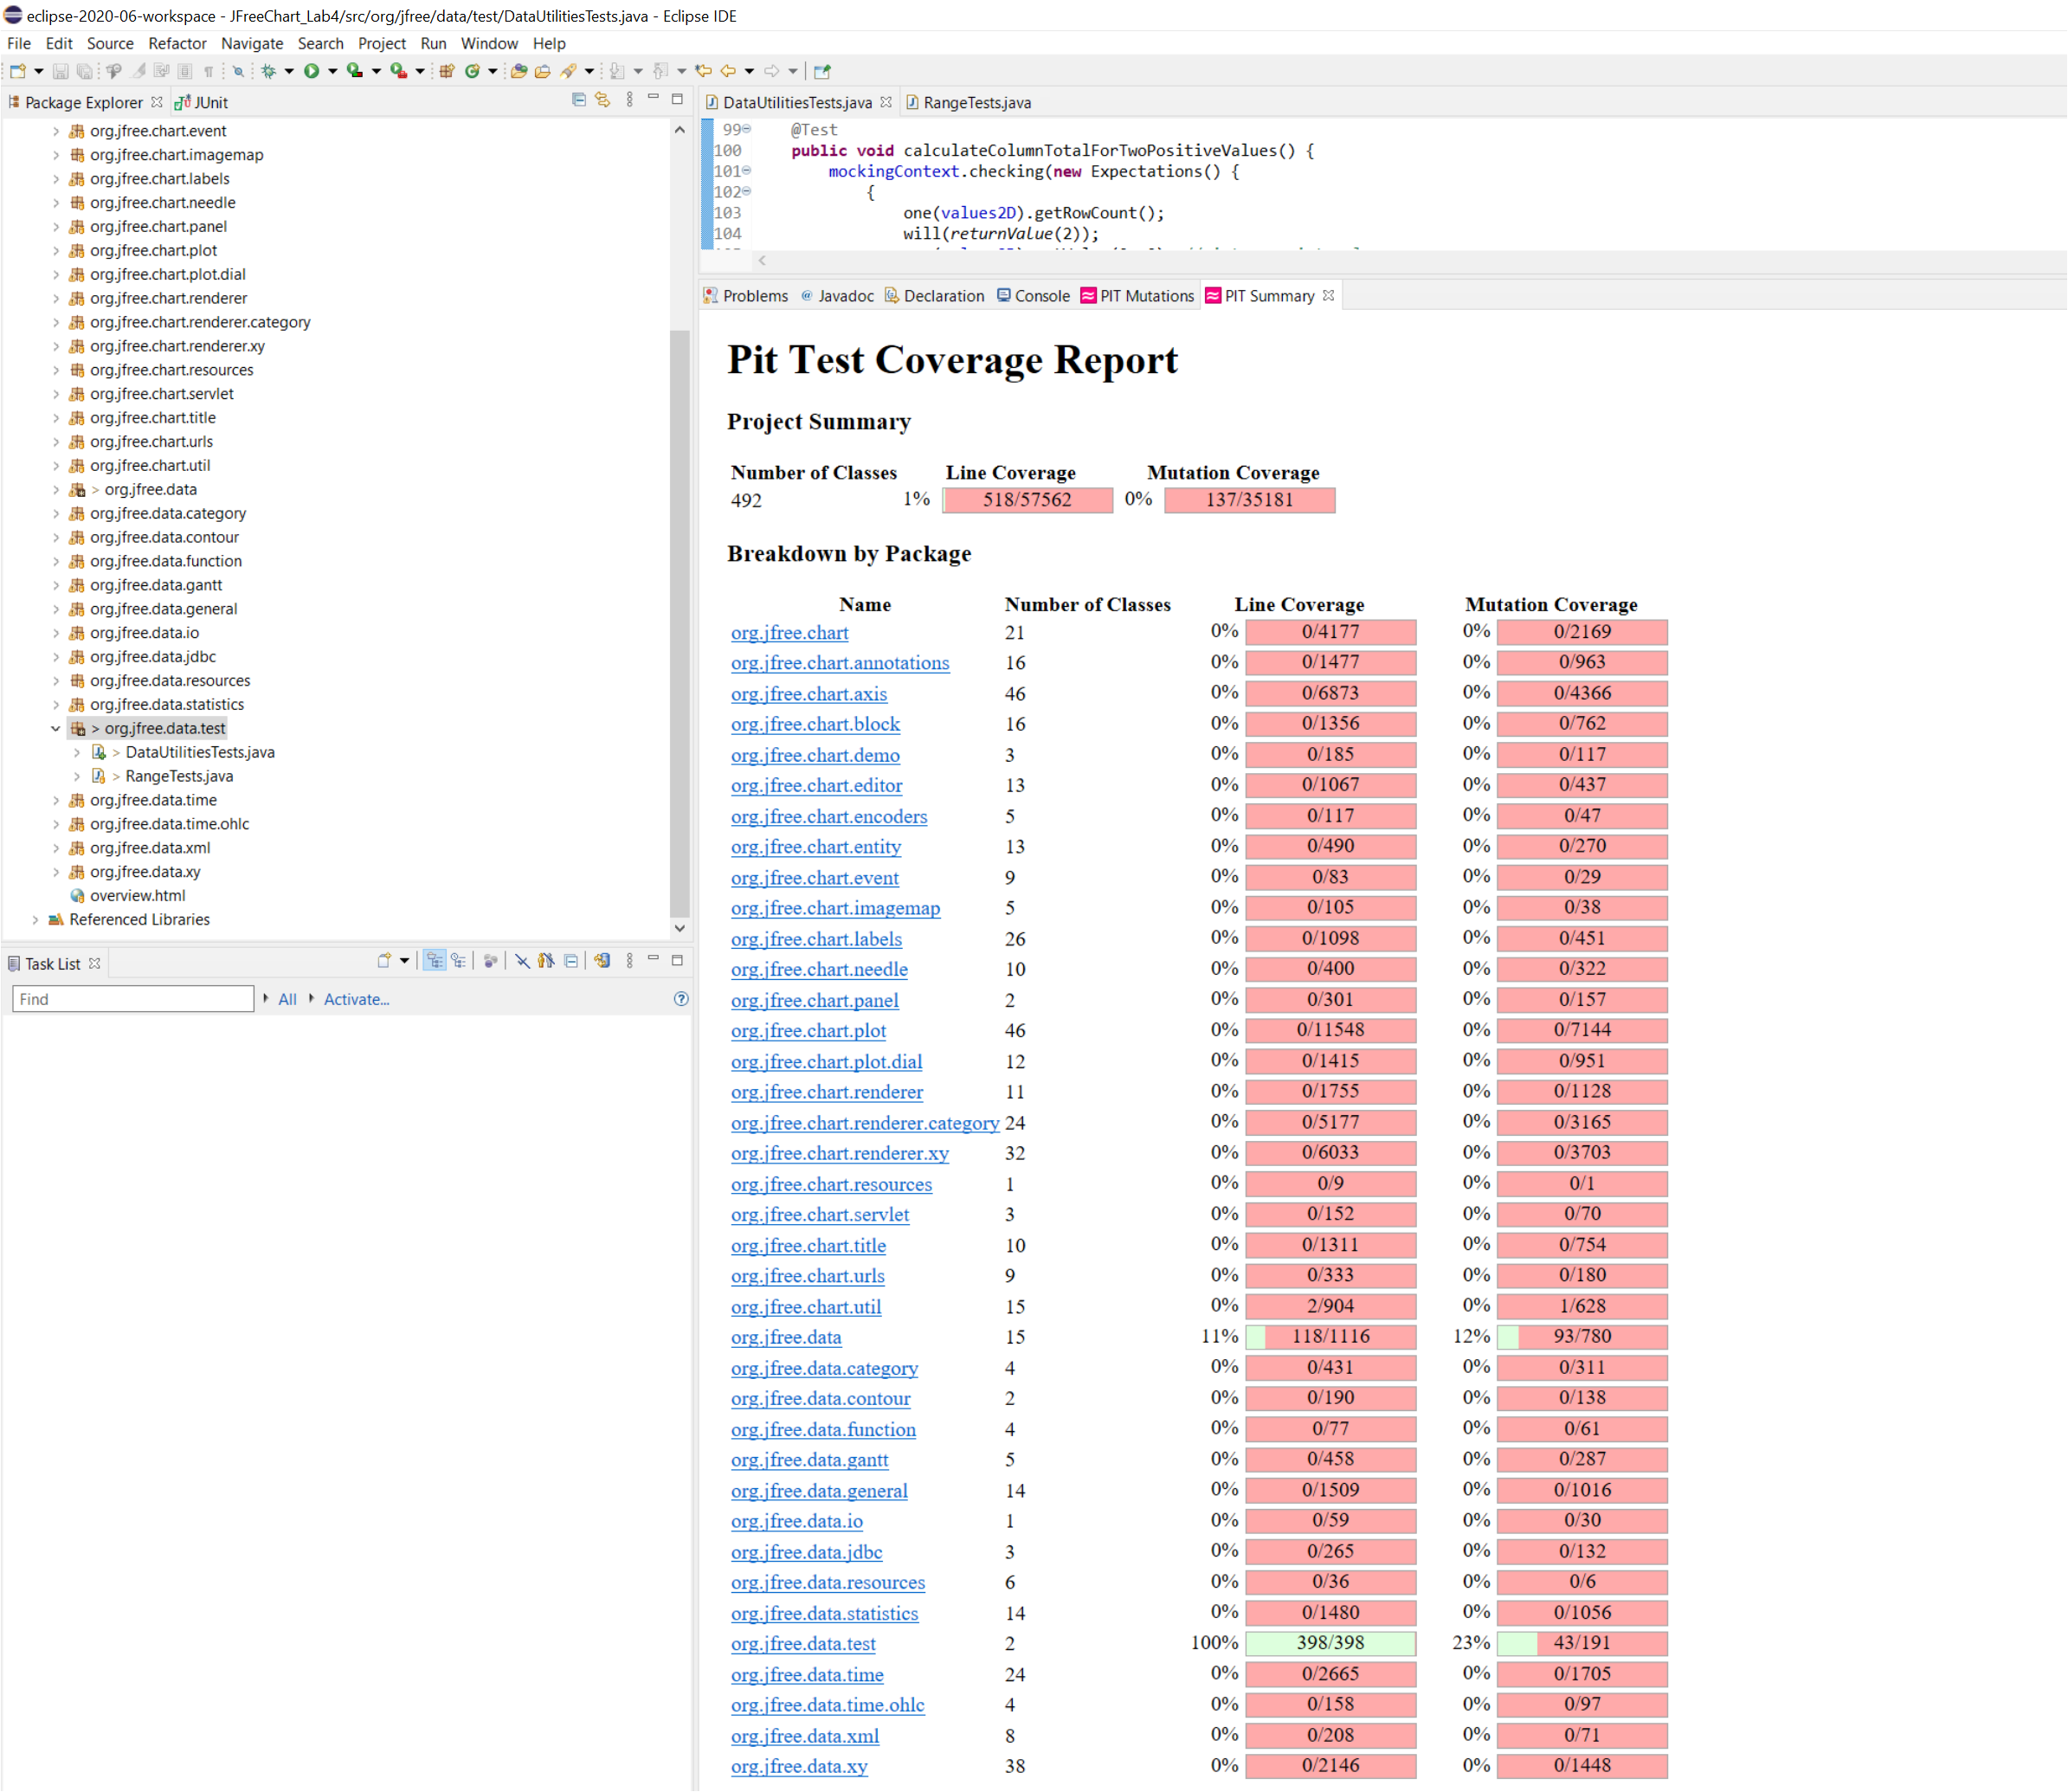 eclipse-2020-06-workspace - JFreeChart_Lab4/src/org/jfree/data/test/DataUtilitiesTests.java - Eclipse IDE
File Edit Source Refactor Navigate Search Project Run Window Help
Package Explorer JUnit
org.jfree.chart.event
org.jfree.chart.imagemap
org.jfree.chart.labels
org.jfree.chart.needle
org.jfree.chart.panel
org.jfree.chart.plot
org.jfree.chart.plot.dial
org.jfree.chart.renderer
org.jfree.chart.renderer.category
org.jfree.chart.renderer.xy
org.jfree.chart.resources
org.jfree.chart.servlet
org.jfree.chart.title
org.jfree.chart.urls
org.jfree.chart.util
> org.jfree.data
org.jfree.data.category
org.jfree.data.contour
org.jfree.data.function
org.jfree.data.gantt
org.jfree.data.general
org.jfree.data.io
org.jfree.data.jdbc
org.jfree.data.resources
org.jfree.data.statistics
> org.jfree.data.test
> DataUtilitiesTests.java
> RangeTests.java
org.jfree.data.time
org.jfree.data.time.ohlc
org.jfree.data.xml
org.jfree.data.xy
overview.html
Referenced Libraries
Task List
Find All Activate...
DataUtilitiesTests.java RangeTests.java
99 @Test
100 public void calculateColumnTotalForTwoPositiveValues() {
101 mockingContext.checking(new Expectations() {
102 {
103 one(values2D).getRowCount();
104 will(returnValue(2));
Problems Javadoc Declaration Console PIT Mutations PIT Summary
Pit Test Coverage Report
Project Summary
Number of Classes Line Coverage Mutation Coverage
492 1% 518/57562 0% 137/35181
Breakdown by Package
Name Number of Classes Line Coverage Mutation Coverage
org.jfree.chart 21 0% 0/4177 0% 0/2169
org.jfree.chart.annotations 16 0% 0/1477 0% 0/963
org.jfree.chart.axis 46 0% 0/6873 0% 0/4366
org.jfree.chart.block 16 0% 0/1356 0% 0/762
org.jfree.chart.demo 3 0% 0/185 0% 0/117
org.jfree.chart.editor 13 0% 0/1067 0% 0/437
org.jfree.chart.encoders 5 0% 0/117 0% 0/47
org.jfree.chart.entity 13 0% 0/490 0% 0/270
org.jfree.chart.event 9 0% 0/83 0% 0/29
org.jfree.chart.imagemap 5 0% 0/105 0% 0/38
org.jfree.chart.labels 26 0% 0/1098 0% 0/451
org.jfree.chart.needle 10 0% 0/400 0% 0/322
org.jfree.chart.panel 2 0% 0/301 0% 0/157
org.jfree.chart.plot 46 0% 0/11548 0% 0/7144
org.jfree.chart.plot.dial 12 0% 0/1415 0% 0/951
org.jfree.chart.renderer 11 0% 0/1755 0% 0/1128
org.jfree.chart.renderer.category 24 0% 0/5177 0% 0/3165
org.jfree.chart.renderer.xy 32 0% 0/6033 0% 0/3703
org.jfree.chart.resources 1 0% 0/9 0% 0/1
org.jfree.chart.servlet 3 0% 0/152 0% 0/70
org.jfree.chart.title 10 0% 0/1311 0% 0/754
org.jfree.chart.urls 9 0% 0/333 0% 0/180
org.jfree.chart.util 15 0% 2/904 0% 1/628
org.jfree.data 15 11% 118/1116 12% 93/780
org.jfree.data.category 4 0% 0/431 0% 0/311
org.jfree.data.contour 2 0% 0/190 0% 0/138
org.jfree.data.function 4 0% 0/77 0% 0/61
org.jfree.data.gantt 5 0% 0/458 0% 0/287
org.jfree.data.general 14 0% 0/1509 0% 0/1016
org.jfree.data.io 1 0% 0/59 0% 0/30
org.jfree.data.jdbc 3 0% 0/265 0% 0/132
org.jfree.data.resources 6 0% 0/36 0% 0/6
org.jfree.data.statistics 14 0% 0/1480 0% 0/1056
org.jfree.data.test 2 100% 398/398 23% 43/191
org.jfree.data.time 24 0% 0/2665 0% 0/1705
org.jfree.data.time.ohlc 4 0% 0/158 0% 0/97
org.jfree.data.xml 8 0% 0/208 0% 0/71
org.jfree.data.xy 38 0% 0/2146 0% 0/1448